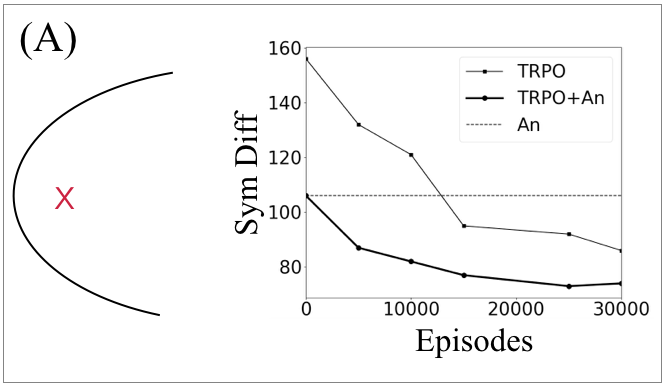 (A)
X
160
140
120
100
80
Sym Diff
TRPO
TRPO+An
An
0 10000 20000 30000
Episodes